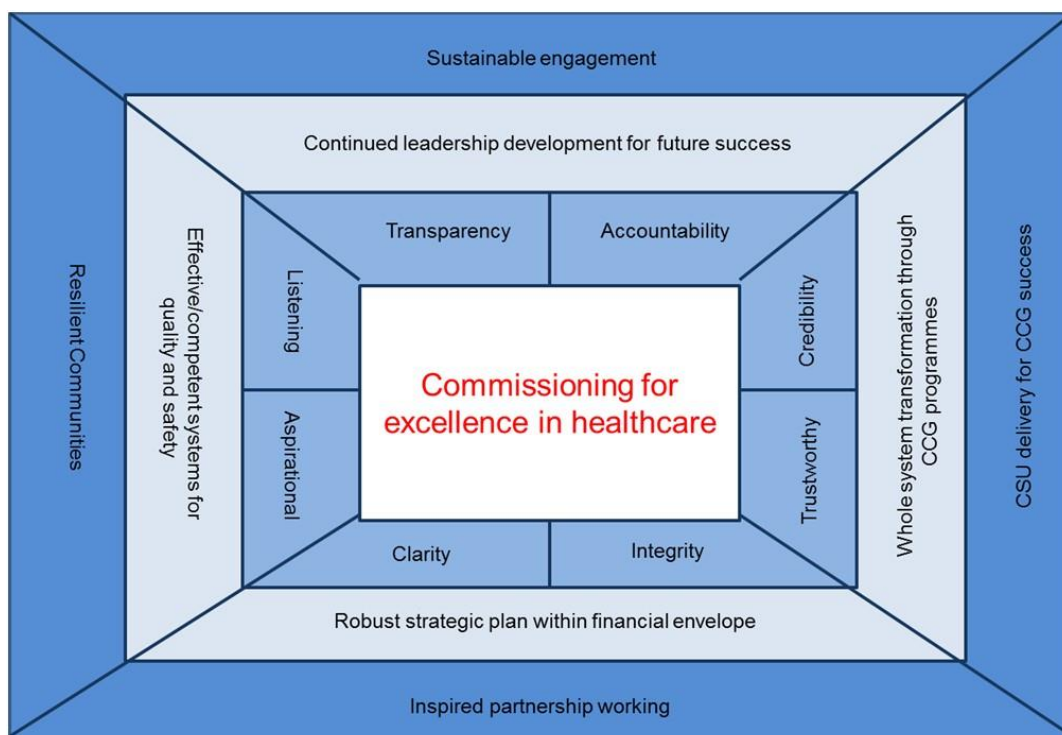 Sustainable engagement
Continued leadership development for future success
Transparency
Accountability
Resilient Communities
Effective/competent systems for
quality and safety
Listening
Aspirational
Commissioning for
excellence in healthcare
Credibility
Trustworthy
Whole system transformation through
CCG programmes
CSU delivery for CCG success
Clarity
Integrity
Robust strategic plan within financial envelope
Inspired partnership working